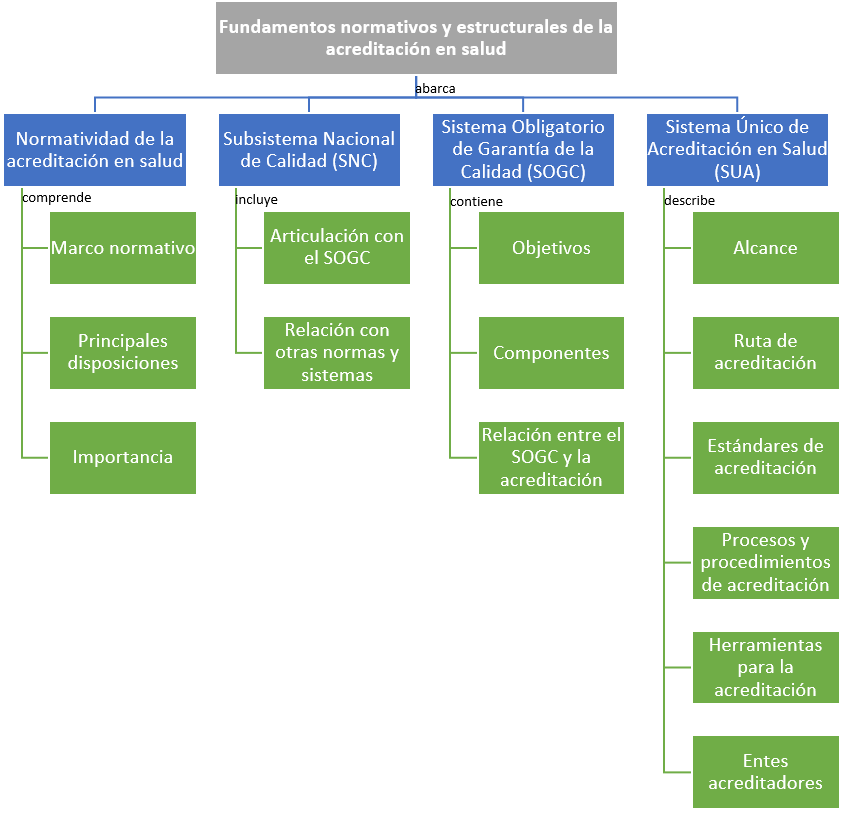 Fundamentos normativos y estructurales de la
acreditación en salud
abarca
Normatividad de la
acreditación en salud
comprende
Marco normativo
Principales
disposiciones
Importancia
Subsistema Nacional
de Calidad (SNC)
incluye
Articulación con
el SOGC
Relación con
otras normas y
sistemas
Sistema Obligatorio
de Garantía de la
Calidad (SOGC)
contiene
Objetivos
Componentes
Relación entre el
SOGC y la
acreditación
Sistema Único de
Acreditación en Salud
(SUA)
describe
Alcance
Ruta de
acreditación
Estándares de
acreditación
Procesos y
procedimientos
de acreditación
Herramientas
para la
acreditación
Entes
acreditadores